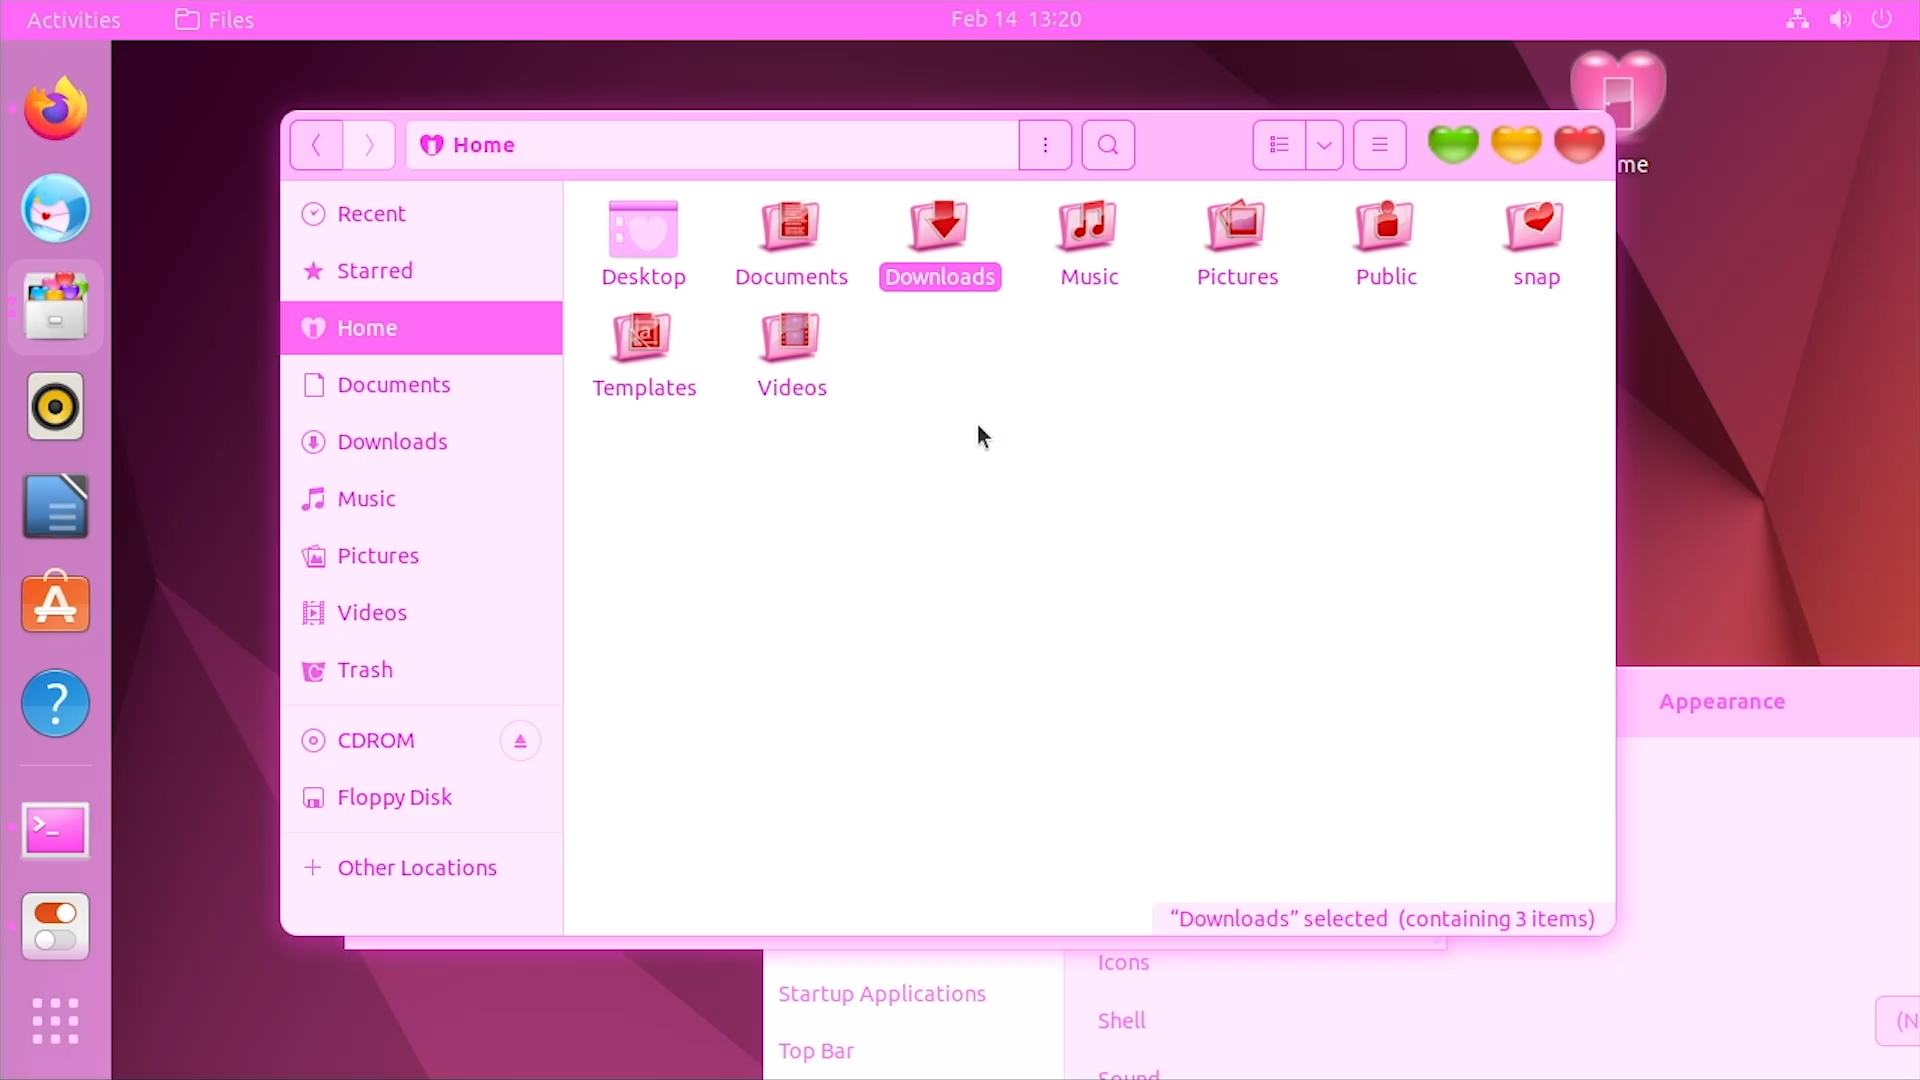 Activities
Files
Feb 14 13:20
Home
me
Recent
Starred
Home
Documents
Downloads
Music
Pictures
Videos
Trash
CDROM
Floppy Disk
Other Locations
Desktop
Documents
Downloads
Music
Pictures
Public
snap
Templates
Videos
“Downloads” selected (containing 3 items)
Appearance
Startup Applications
Top Bar
Icons
Shell
Sound
(N